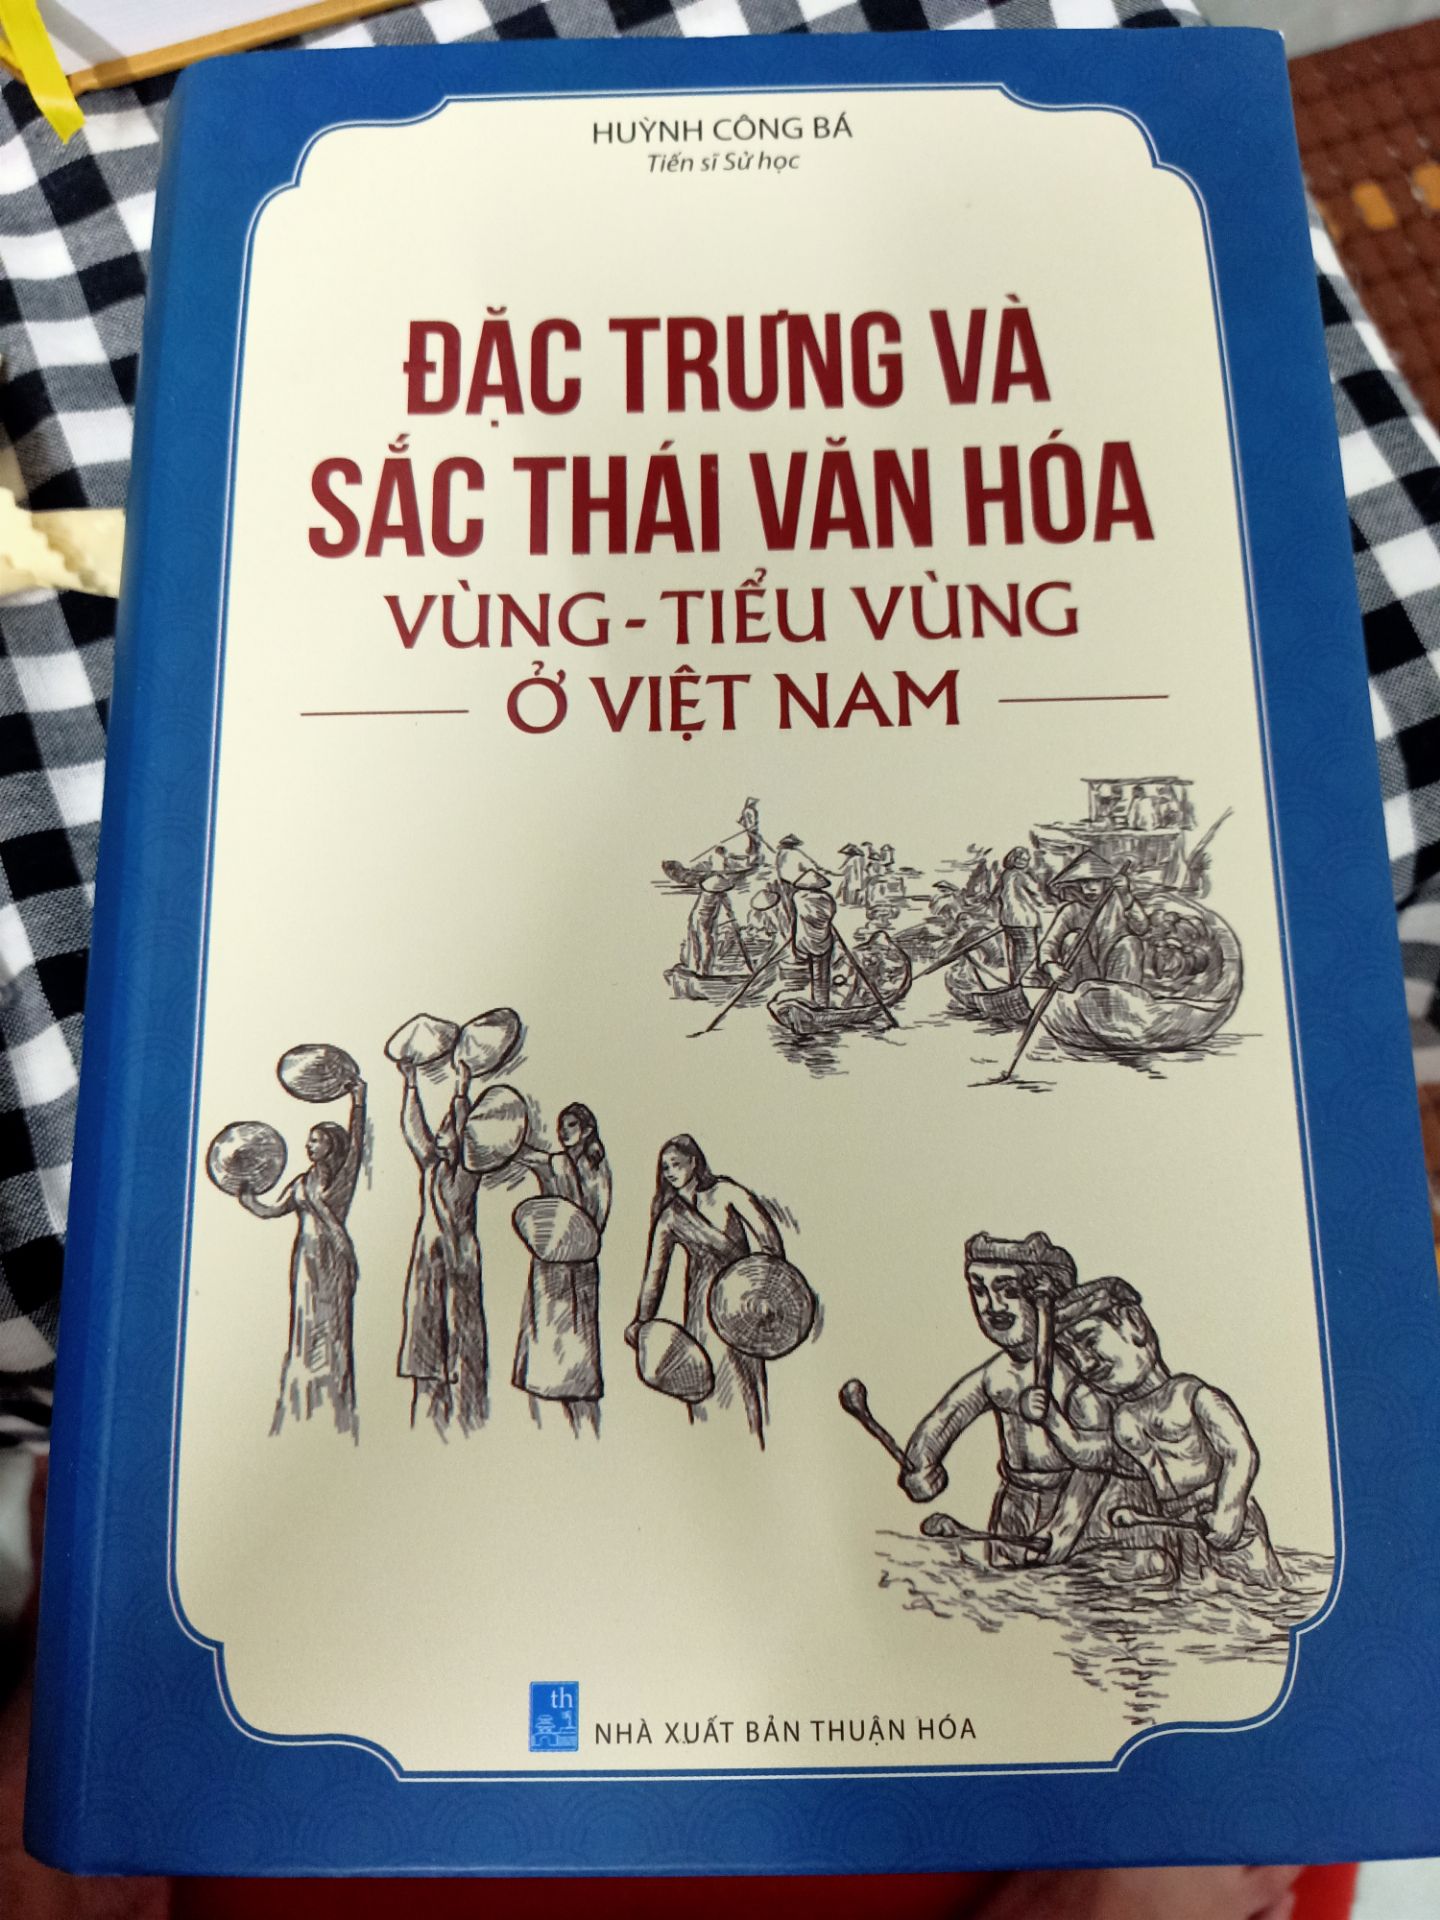 HUỲNH CÔNG BÁ
Tiến sĩ Sử học
ĐẶC TRƯNG VÀ
SẮC THÁI VĂN HÓA
VÙNG - TIỂU VÙNG
Ở VIỆT NAM
th
NHÀ XUẤT BẢN THUẬN HÓA